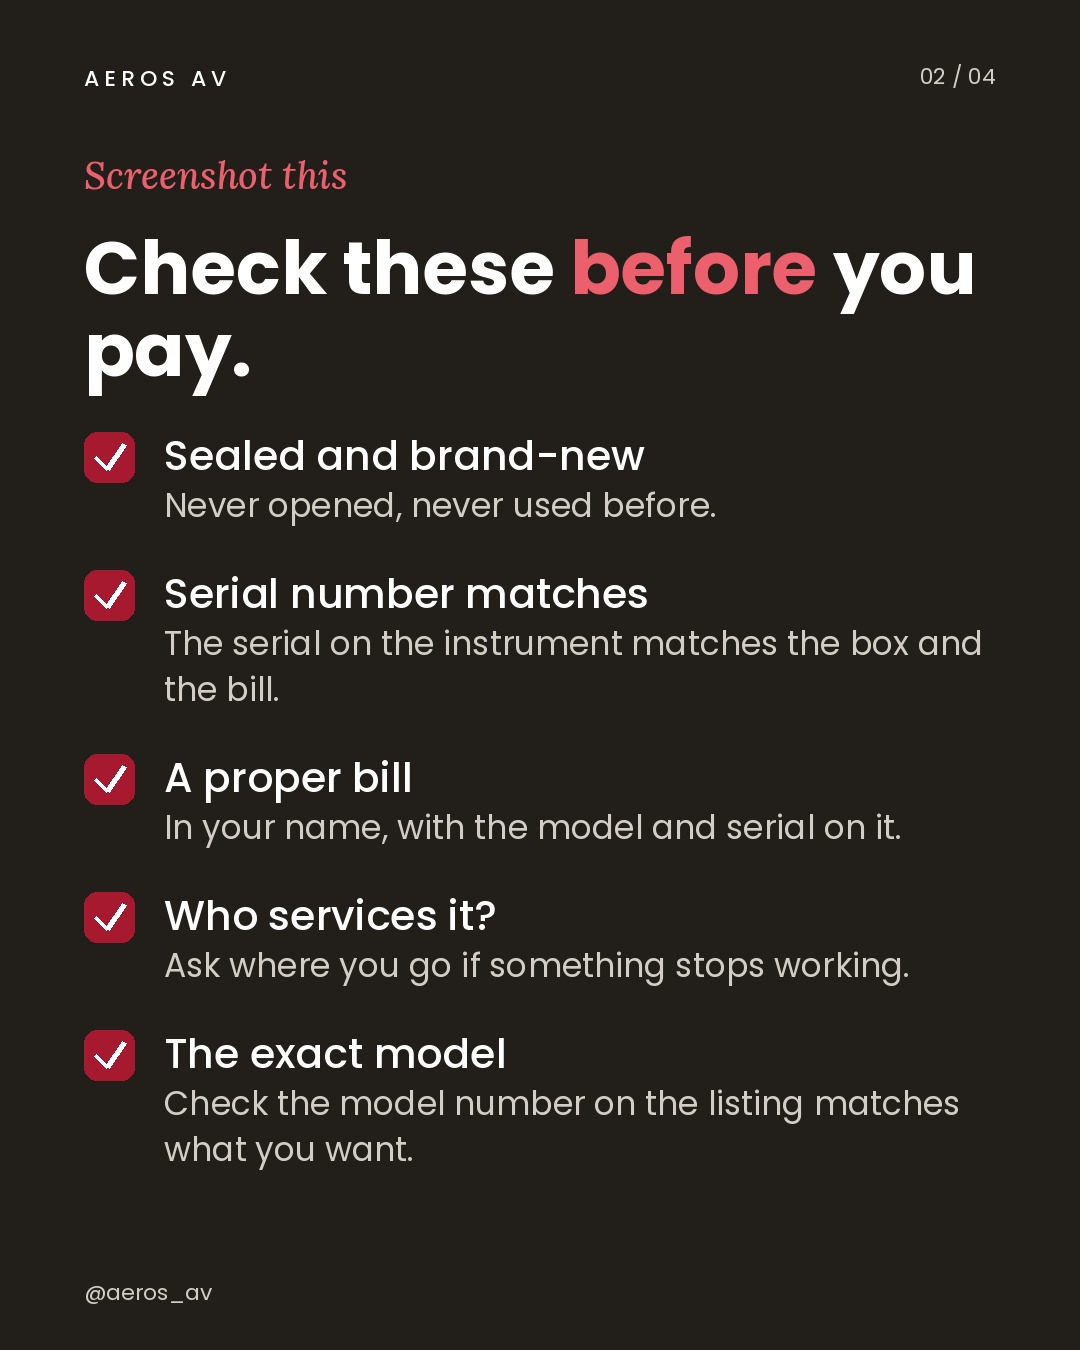 AEROS AV
02 / 04
Screenshot this
Check these before you
pay.
Sealed and brand-new
Never opened, never used before.
Serial number matches
The serial on the instrument matches the box and
the bill.
A proper bill
In your name, with the model and serial on it.
Who services it?
Ask where you go if something stops working.
The exact model
Check the model number on the listing matches
what you want.
@aeros_av